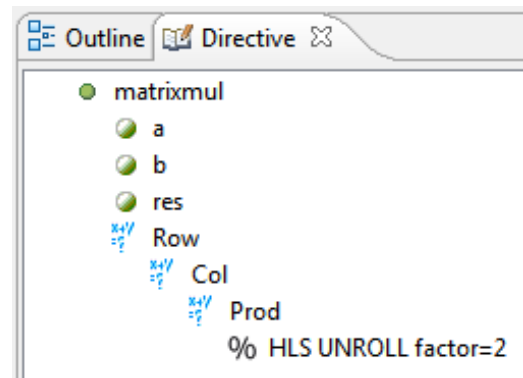 Outline Directive
matrixmul
a
b
res
Row
Col
Prod
% HLS UNROLL factor=2